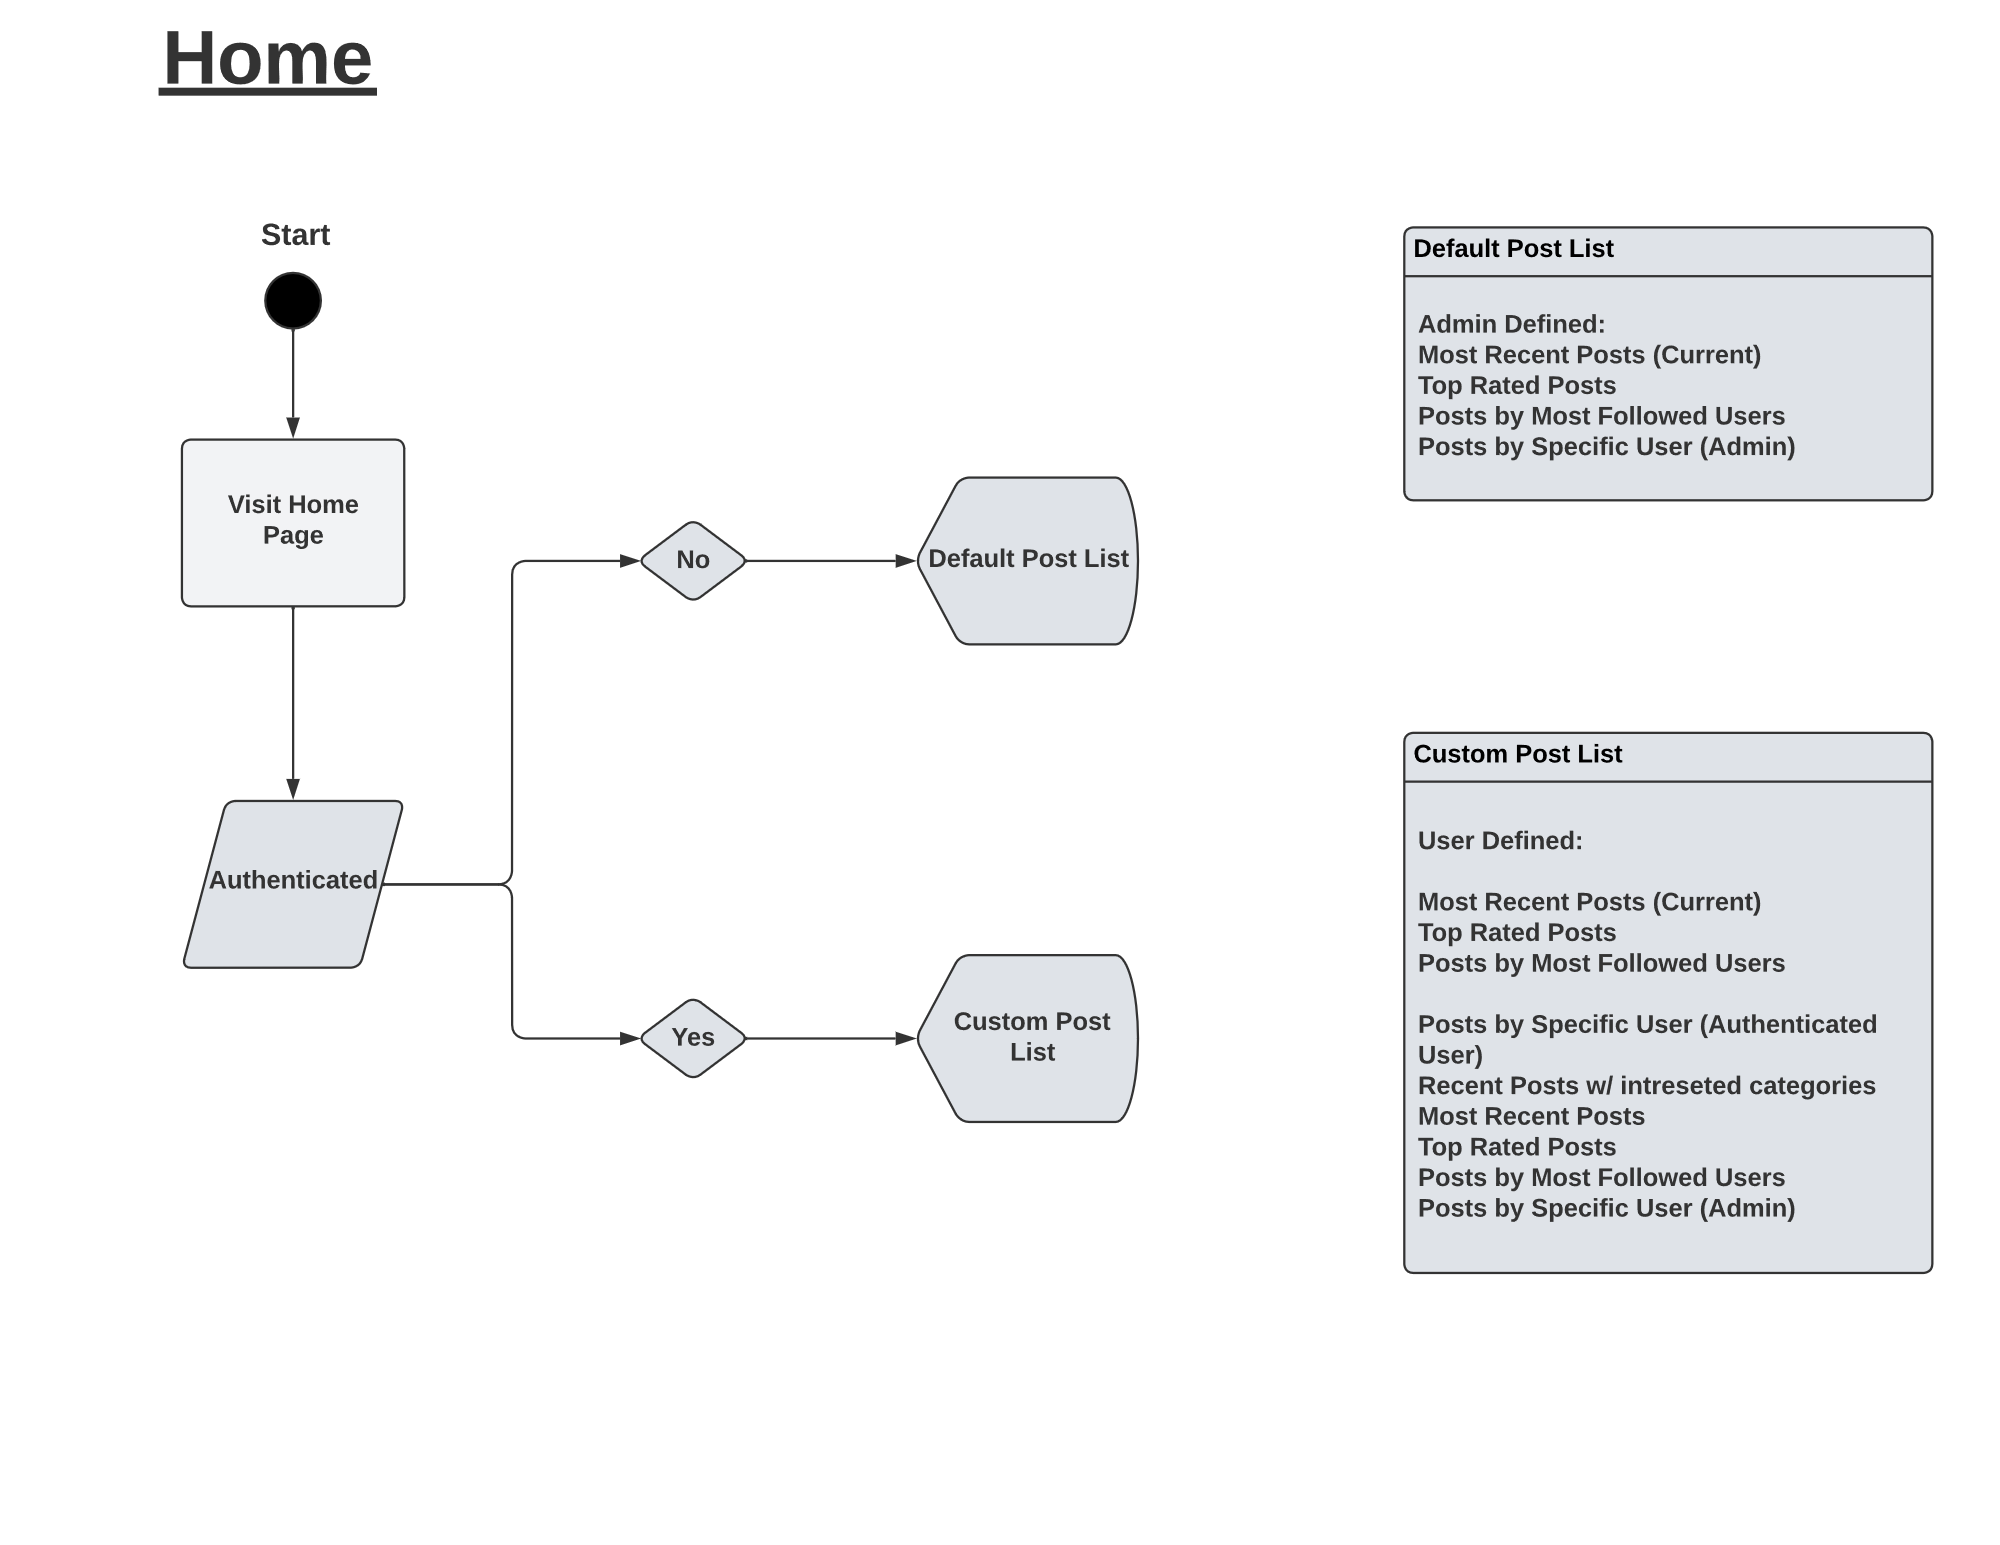 Home
Start
Visit Home
Page
Authenticated
No
Default Post List
Yes
Custom Post
List
Default Post List
Admin Defined:
Most Recent Posts (Current)
Top Rated Posts
Posts by Most Followed Users
Posts by Specific User (Admin)
Custom Post List
User Defined:
Most Recent Posts (Current)
Top Rated Posts
Posts by Most Followed Users
Posts by Specific User (Authenticated
User)
Recent Posts w/ intreseted categories
Most Recent Posts
Top Rated Posts
Posts by Most Followed Users
Posts by Specific User (Admin)